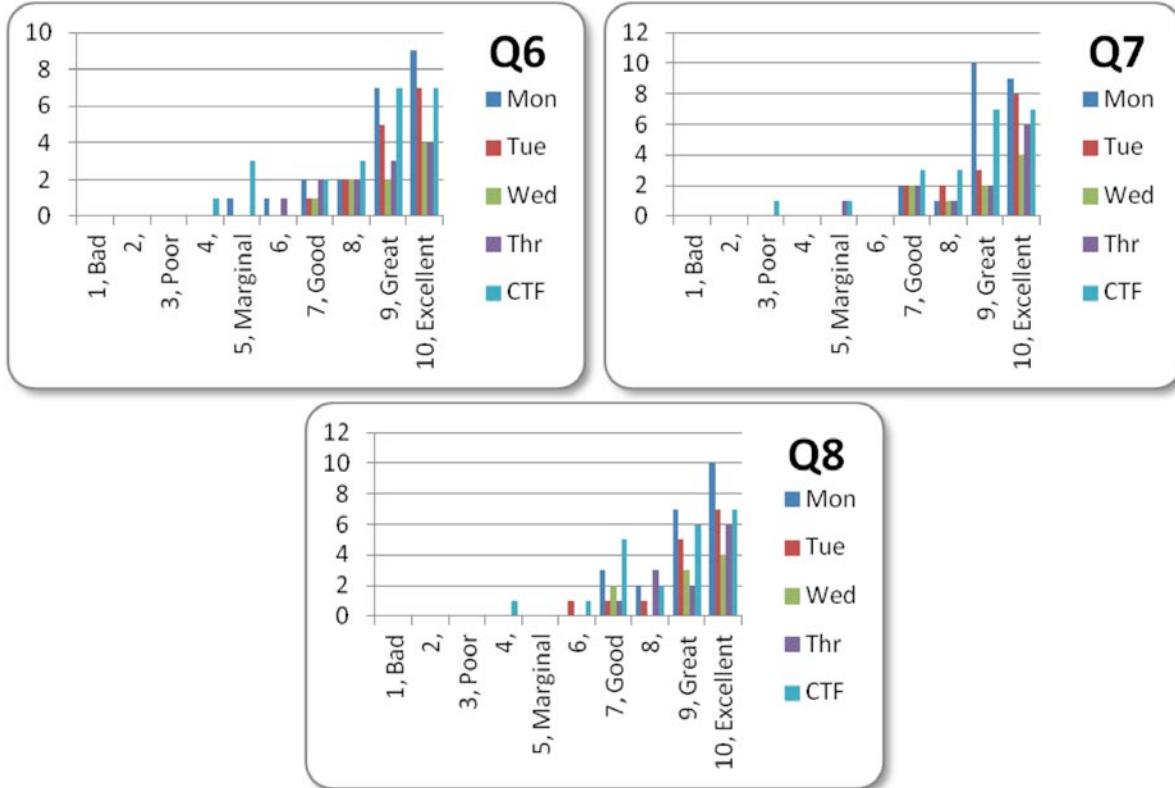 Q6
10
8
6
4
2
0
1, Bad
2,
3, Poor
4,
5, Marginal
6,
7, Good
8,
9, Great
10, Excellent
Mon
Tue
Wed
Thr
CTF
Q7
12
10
8
6
4
2
0
1, Bad
2,
3, Poor
4,
5, Marginal
6,
7, Good
8,
9, Great
10, Excellent
Mon
Tue
Wed
Thr
CTF
Q8
12
10
8
6
4
2
0
1, Bad
2,
3, Poor
4,
5, Marginal
6,
7, Good
8,
9, Great
10, Excellent
Mon
Tue
Wed
Thr
CTF